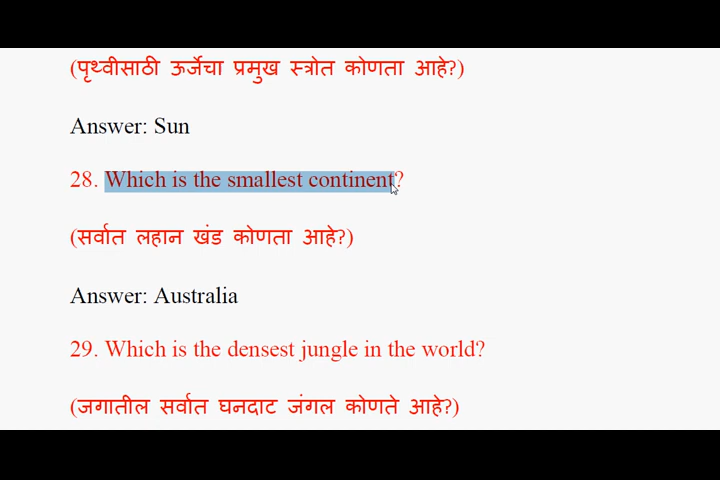 (पृथ्वीसाठी ऊर्जेचा प्रमुख स्त्रोत कोणता आहे?)
Answer: Sun
28. Which is the smallest continent?
(सर्वात लहान खंड कोणता आहे?)
Answer: Australia
29. Which is the densest jungle in the world?
(जगातील सर्वात घनदाट जंगल कोणते आहे?)